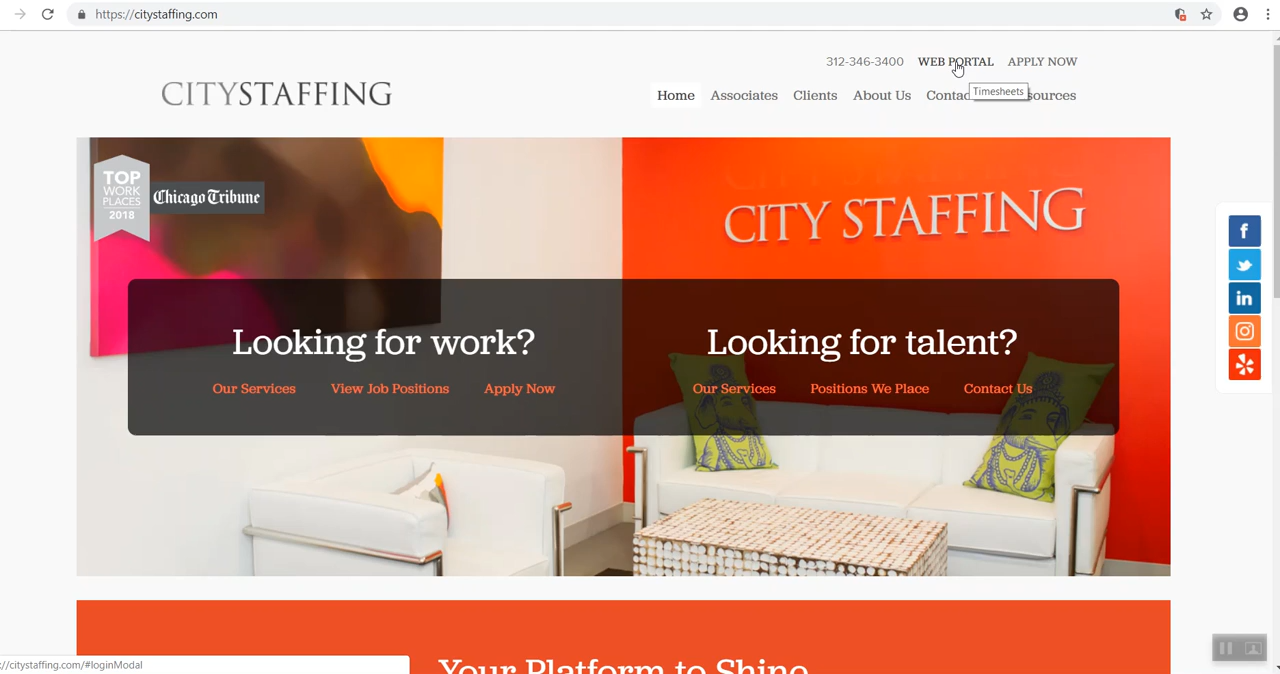 https://citystaffing.com
312-346-3400 WEB PORTAL APPLY NOW
CITYSTAFFING
Home Associates Clients About Us
Timesheets
TOP
WORK
PLACES
2018
Chicago Tribune
CITY STAFFING
Looking for work?
Our Services View Job Positions Apply Now
Looking for talent?
Our Services Positions We Place Contact Us
Your Platform to Shine
://citystaffing.com/#loginModal